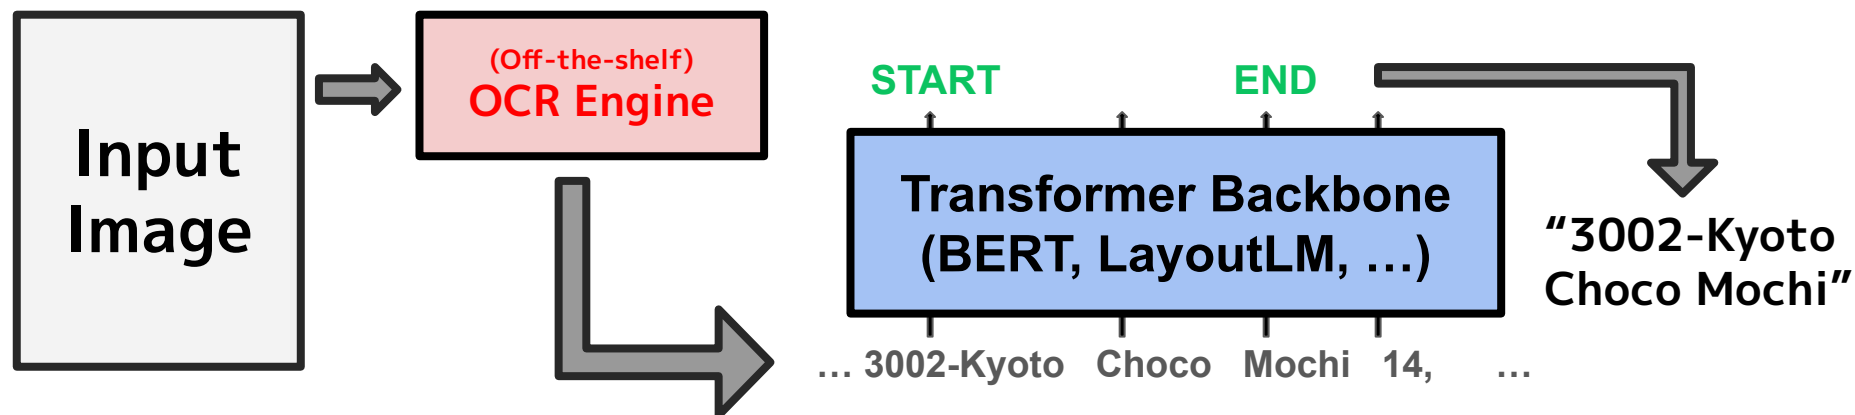 Input
Image
(Off-the-shelf)
OCR Engine
START END
Transformer Backbone
(BERT, LayoutLM, …)
… 3002-Kyoto Choco Mochi 14, …
“3002-Kyoto
Choco Mochi”